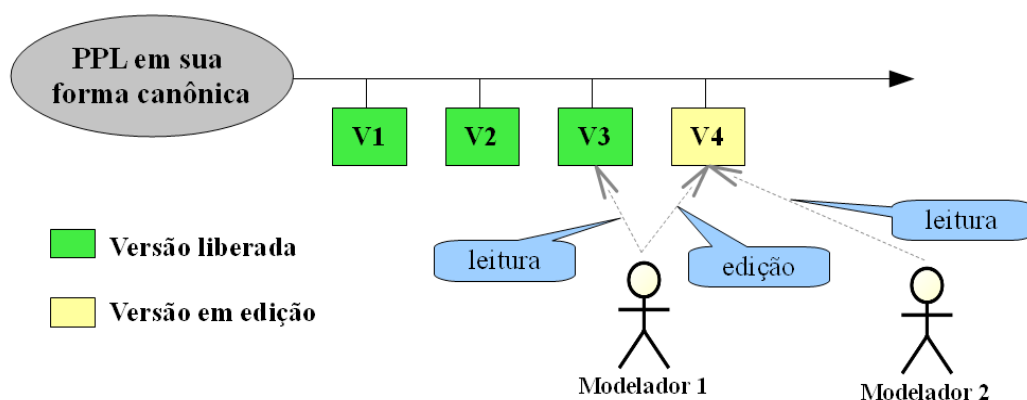 PPL em sua
forma canônica
V1
V2
V3
V4
leitura
edição
leitura
Versão liberada
Versão em edição
Modelador 1
Modelador 2